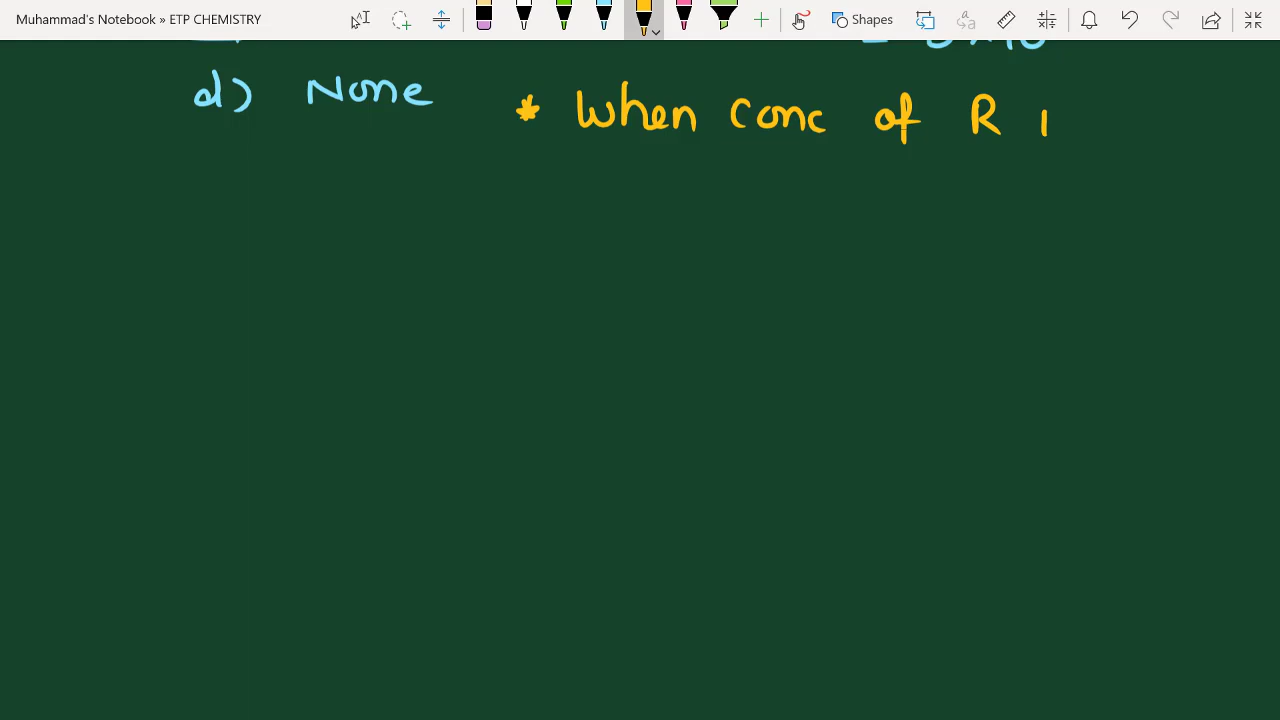 Muhammad's Notebook » ETP CHEMISTRY
Shapes
d) None
* When conc of R